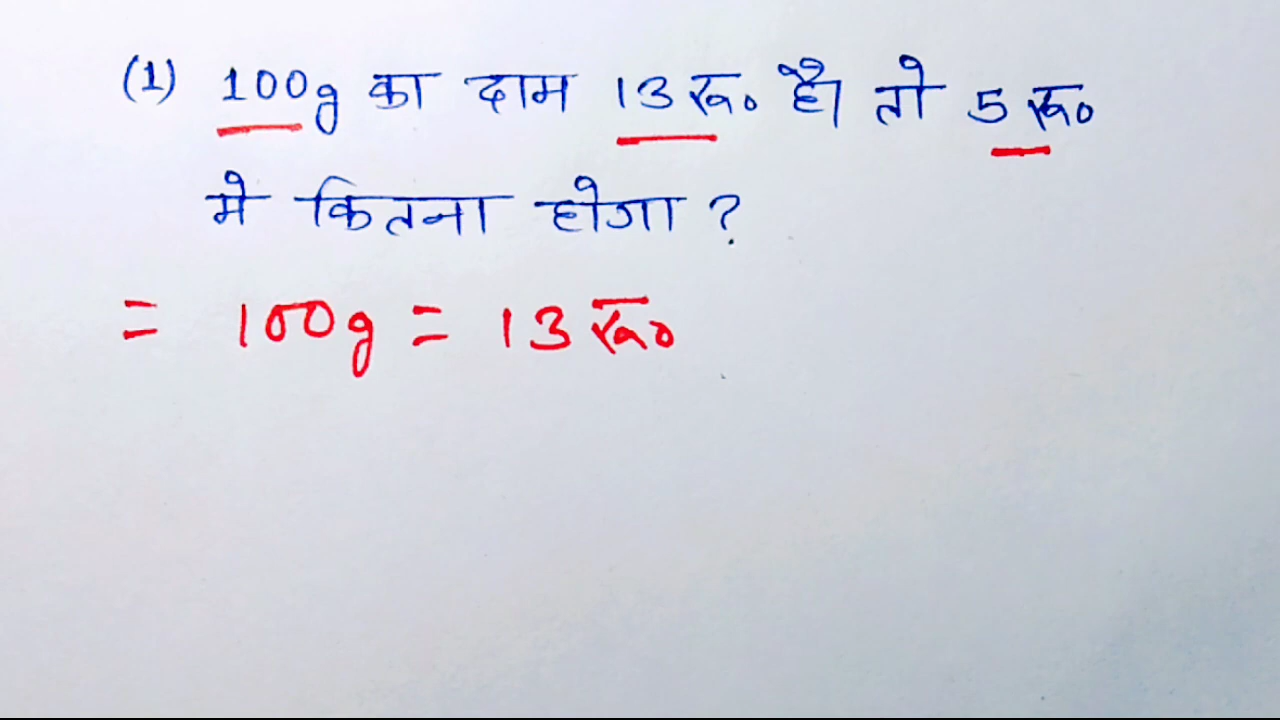 (1) 100g का दाम 13 रू० है। तो 5 रू०
मे कितना होगा ?
= 100g = 13 रू०